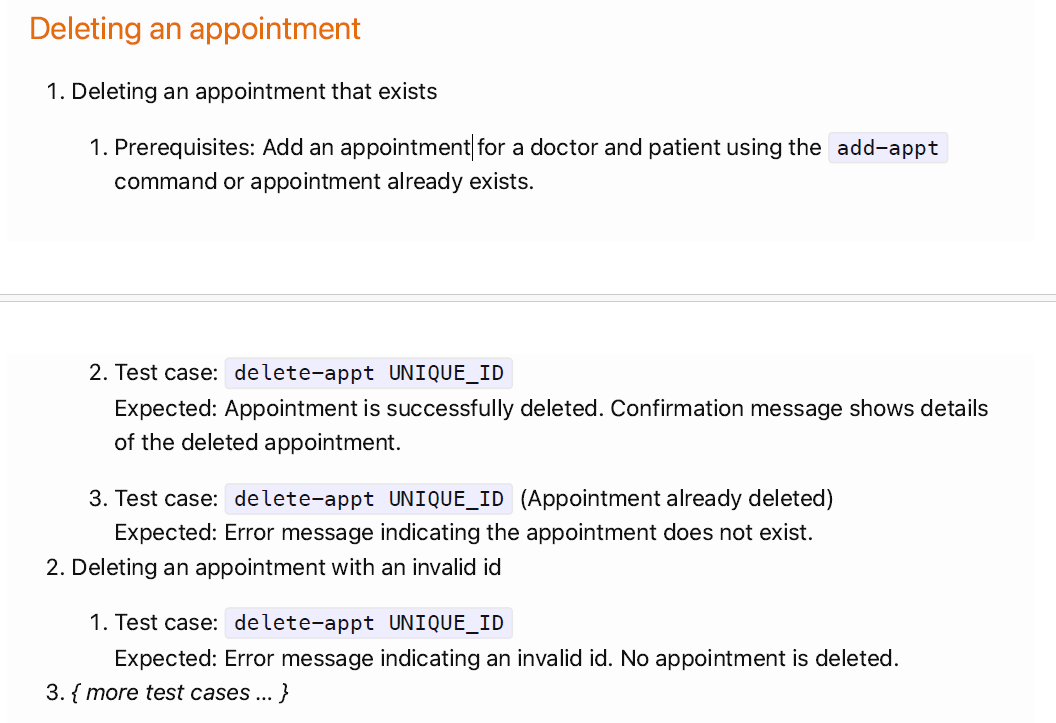 Deleting an appointment
1. Deleting an appointment that exists
1. Prerequisites: Add an appointment for a doctor and patient using the add-appt
command or appointment already exists.
2. Test case: delete-appt UNIQUE_ID
Expected: Appointment is successfully deleted. Confirmation message shows details
of the deleted appointment.
3. Test case: delete-appt UNIQUE_ID (Appointment already deleted)
Expected: Error message indicating the appointment does not exist.
2. Deleting an appointment with an invalid id
1. Test case: delete-appt UNIQUE_ID
Expected: Error message indicating an invalid id. No appointment is deleted.
3. { more test cases … }